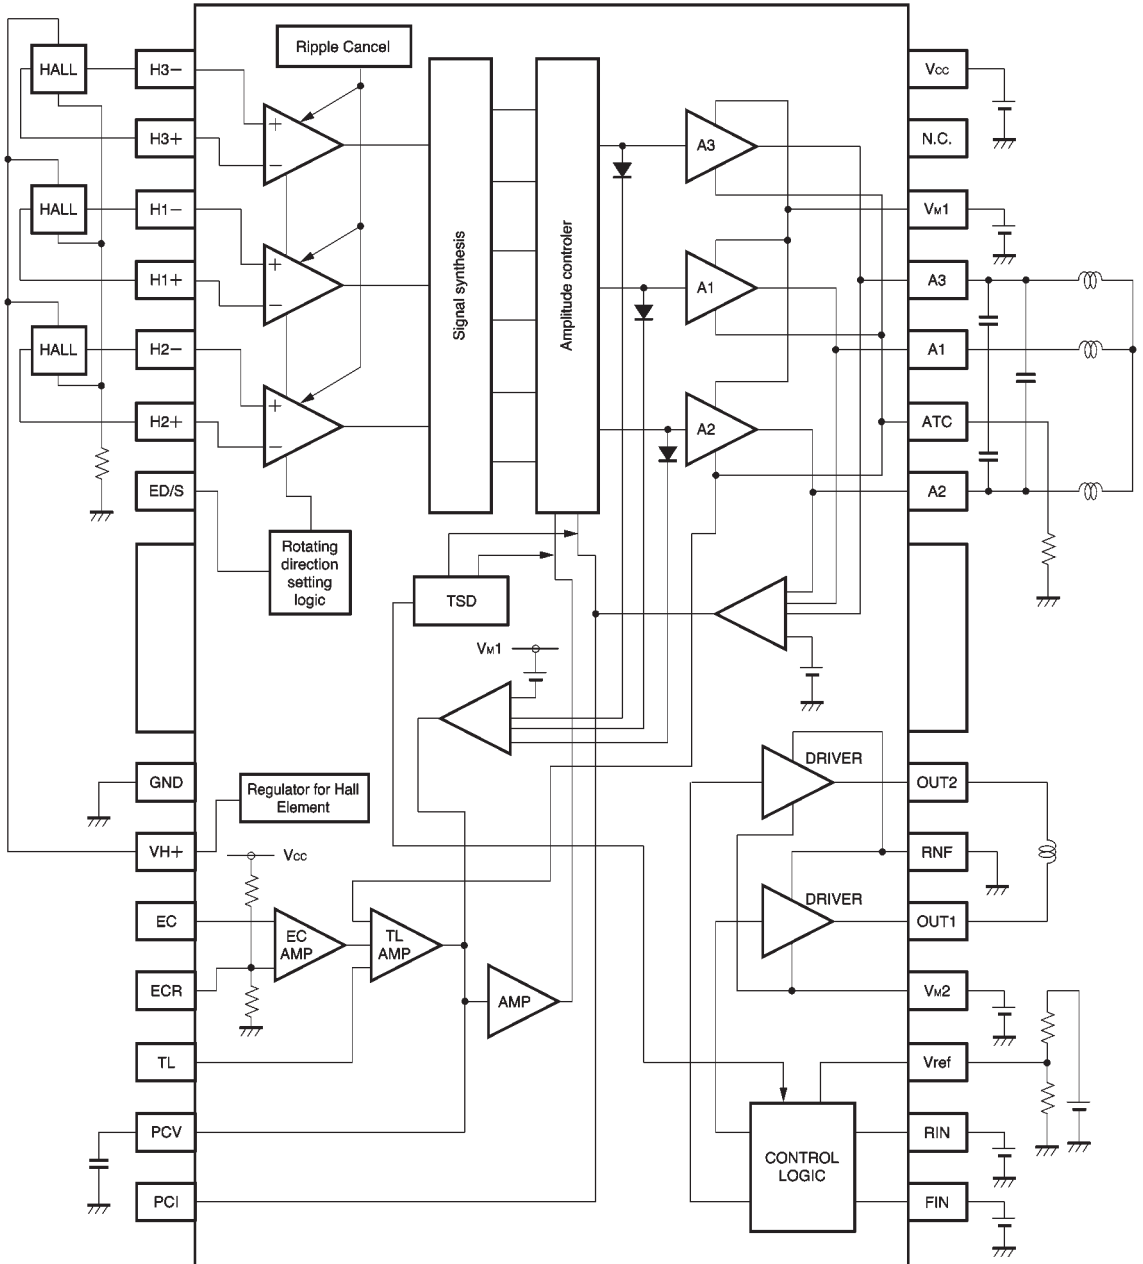 Ripple Cancel
HALL
H3−
H3+
HALL
H1−
H1+
HALL
H2−
H2+
ED/S
+
−
+
−
+
−
Signal synthesis
Amplitude controler
A3
A1
A2
Vcc
N.C.
VM1
A3
A1
ATC
A2
Rotating
direction
setting
logic
TSD
VM1
GND
VH+
EC
ECR
TL
PCV
PCI
Regulator for Hall
Element
Vcc
EC
AMP
TL
AMP
AMP
DRIVER
DRIVER
CONTROL
LOGIC
OUT2
RNF
OUT1
VM2
Vref
RIN
FIN